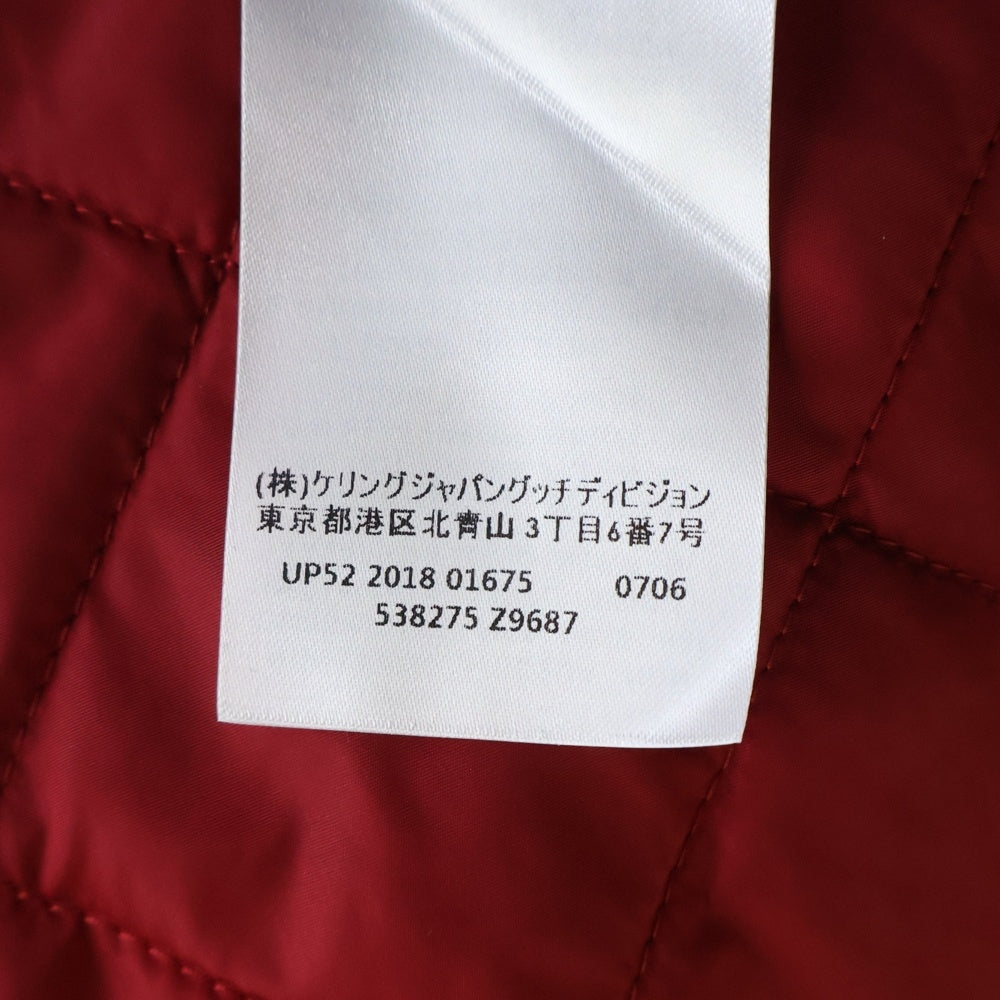 (株)ケリングジャパングッチディビジョン
東京都港区北青山3丁目6番7号
UP52 2018 01675 0706
538275 Z9687